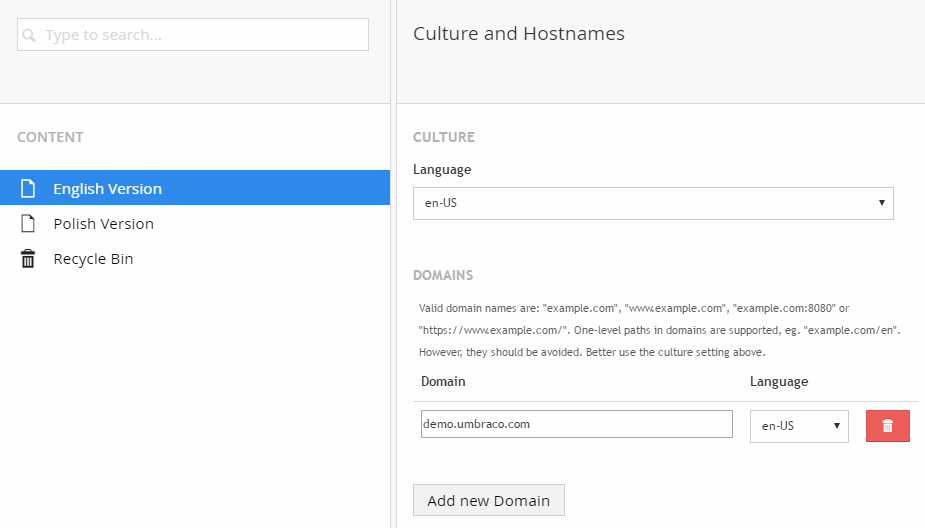 Type to search...
CONTENT
English Version
Polish Version
Recycle Bin
Culture and Hostnames
CULTURE
Language
en-US
DOMAINS
Valid domain names are: "example.com", "www.example.com", "example.com:8080" or
"https://www.example.com/". One-level paths in domains are supported, eg. "example.com/en".
However, they should be avoided. Better use the culture setting above.
Domain Language
demo.umbraco.com en-US
Add new Domain